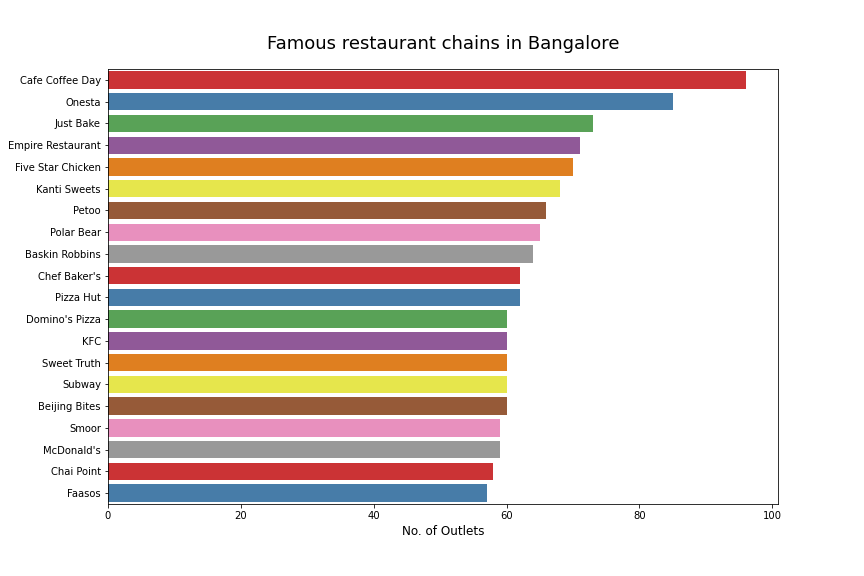 Famous restaurant chains in Bangalore
Cafe Coffee Day
Onesta
Just Bake
Empire Restaurant
Five Star Chicken
Kanti Sweets
Petoo
Polar Bear
Baskin Robbins
Chef Baker's
Pizza Hut
Domino's Pizza
KFC
Sweet Truth
Subway
Beijing Bites
Smoor
McDonald's
Chai Point
Faasos
0 20 40 60 80 100
No. of Outlets